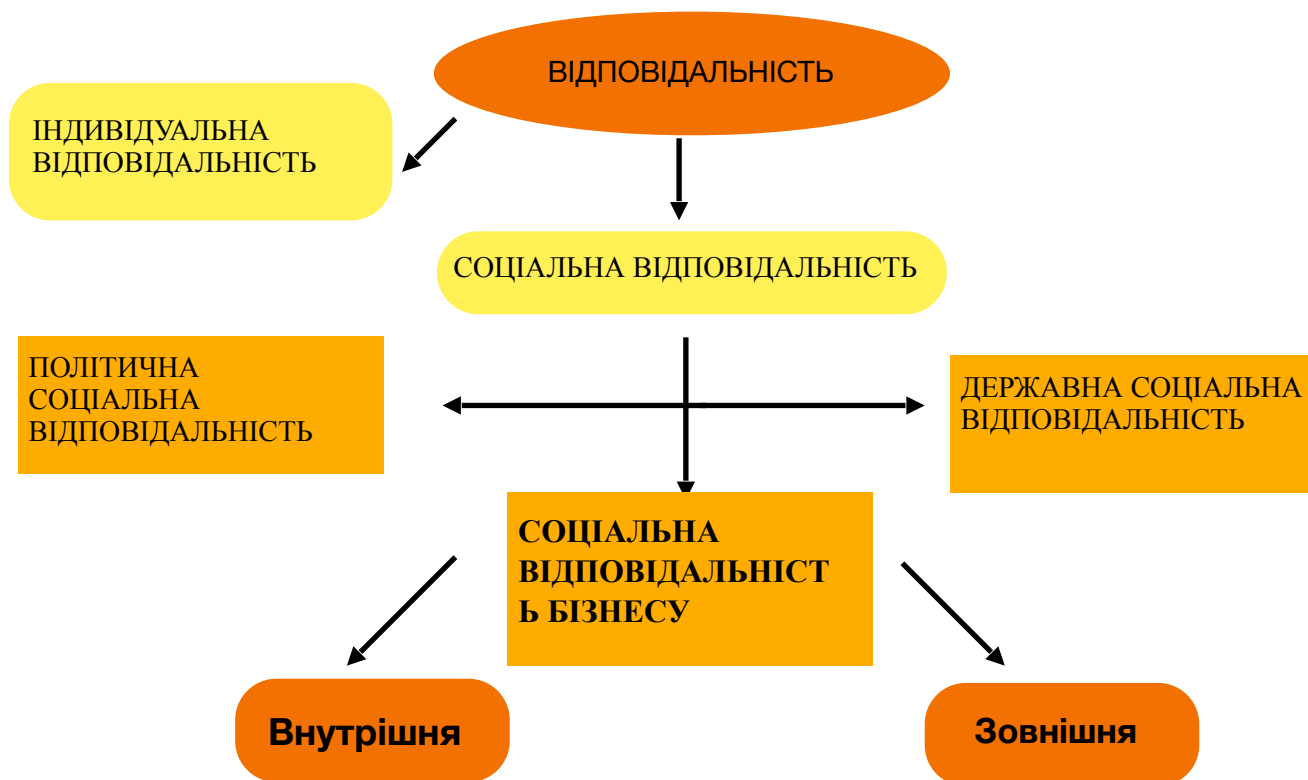 ВІДПОВІДАЛЬНІСТЬ
ІНДИВІДУАЛЬНА
ВІДПОВІДАЛЬНІСТЬ
СОЦІАЛЬНА ВІДПОВІДАЛЬНІСТЬ
ПОЛІТИЧНА
СОЦІАЛЬНА
ВІДПОВІДАЛЬНІСТЬ
ДЕРЖАВНА СОЦІАЛЬНА
ВІДПОВІДАЛЬНІСТЬ
СОЦІАЛЬНА
ВІДПОВІДАЛЬНІСТ
Ь БІЗНЕСУ
Внутрішня
Зовнішня